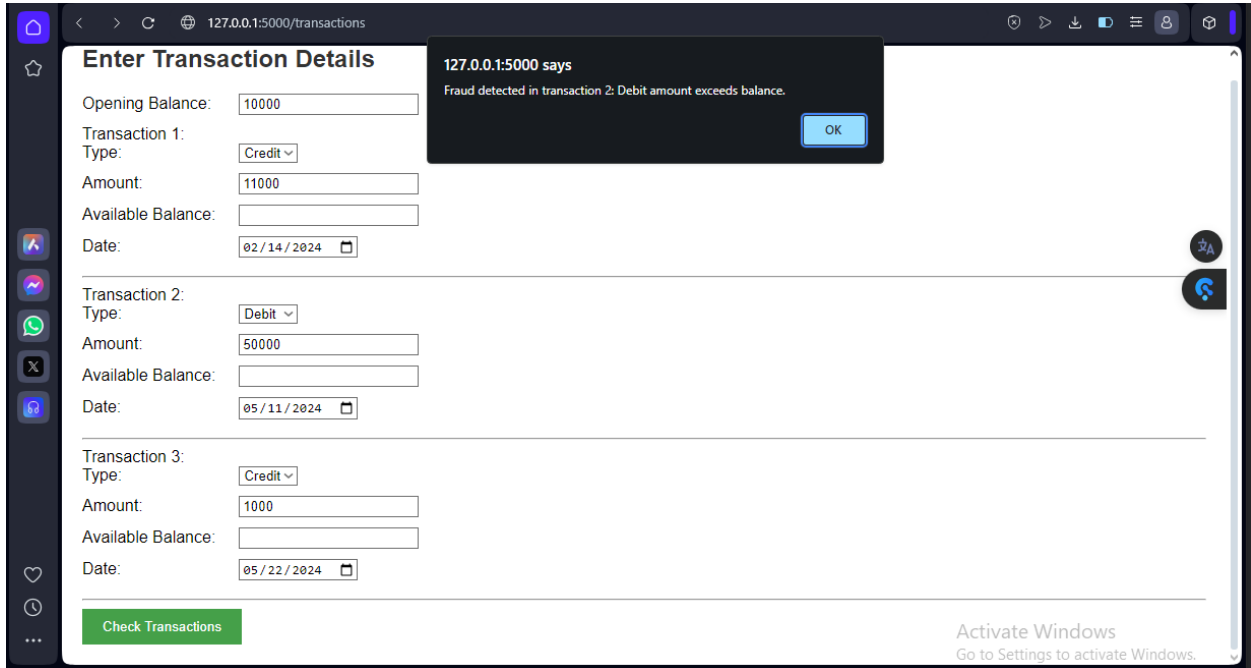 127.0.0.1:5000/transactions
127.0.0.1:5000 says
Fraud detected in transaction 2: Debit amount exceeds balance.
OK
Enter Transaction Details
Opening Balance: 10000
Transaction 1:
Type: Credit
Amount: 11000
Available Balance:
Date: 02/14/2024
Transaction 2:
Type: Debit
Amount: 50000
Available Balance:
Date: 05/11/2024
Transaction 3:
Type: Credit
Amount: 1000
Available Balance:
Date: 05/22/2024
Check Transactions
Activate Windows
Go to Settings to activate Windows.